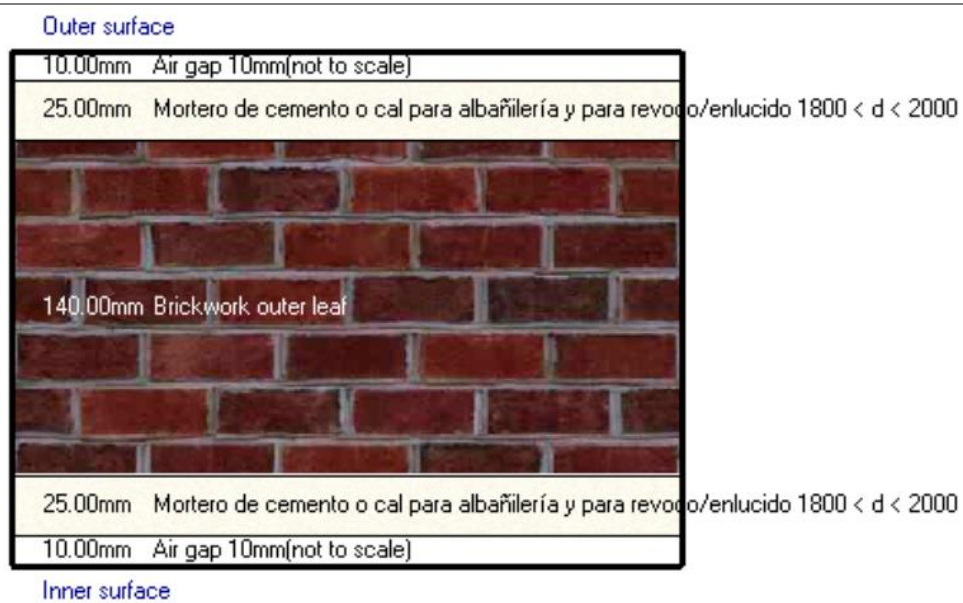 Outer surface
10.00mm Air gap 10mm(not to scale)
25.00mm Mortero de cemento o cal para albañilería y para revoco/enlucido 1800 < d < 2000
140.00mm Brickwork outer leaf
25.00mm Mortero de cemento o cal para albañilería y para revoco/enlucido 1800 < d < 2000
10.00mm Air gap 10mm(not to scale)
Inner surface